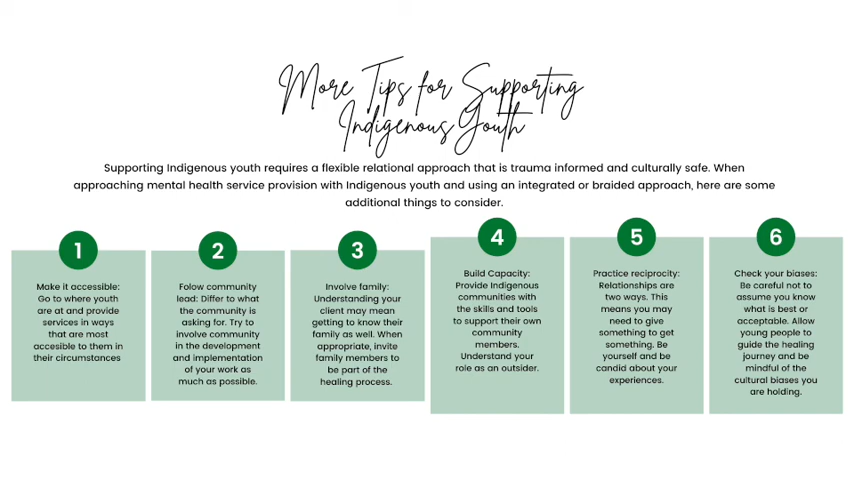 More Tips for Supporting
Indigenous Youth
Supporting Indigenous youth requires a flexible relational approach that is trauma informed and culturally safe. When
approaching mental health service provision with Indigenous youth and using an integrated or braided approach, here are some
additional things to consider.
1
Make it accessible:
Go to where youth
are at and provide
services in ways
that are most
accesible to them in
their circumstances
2
Folow community
lead: Differ to what
the community is
asking for. Try to
involve community
in the development
and implementation
of your work as
much as possible.
3
Involve family:
Understanding your
client may mean
getting to know their
family as well. When
appropriate, invite
family members to
be part of the
healing process.
4
Build Capacity:
Provide Indigenous
communities with
the skills and tools
to support their own
community
members.
Understand your
role as an outsider.
5
Practice reciprocity:
Relationships are
two ways. This
means you may
need to give
something to get
something. Be
yourself and be
candid about your
experiences.
6
Check your biases:
Be careful not to
assume you know
what is best or
acceptable. Allow
young people to
guide the healing
journey and be
mindful of the
cultural biases you
are holding.